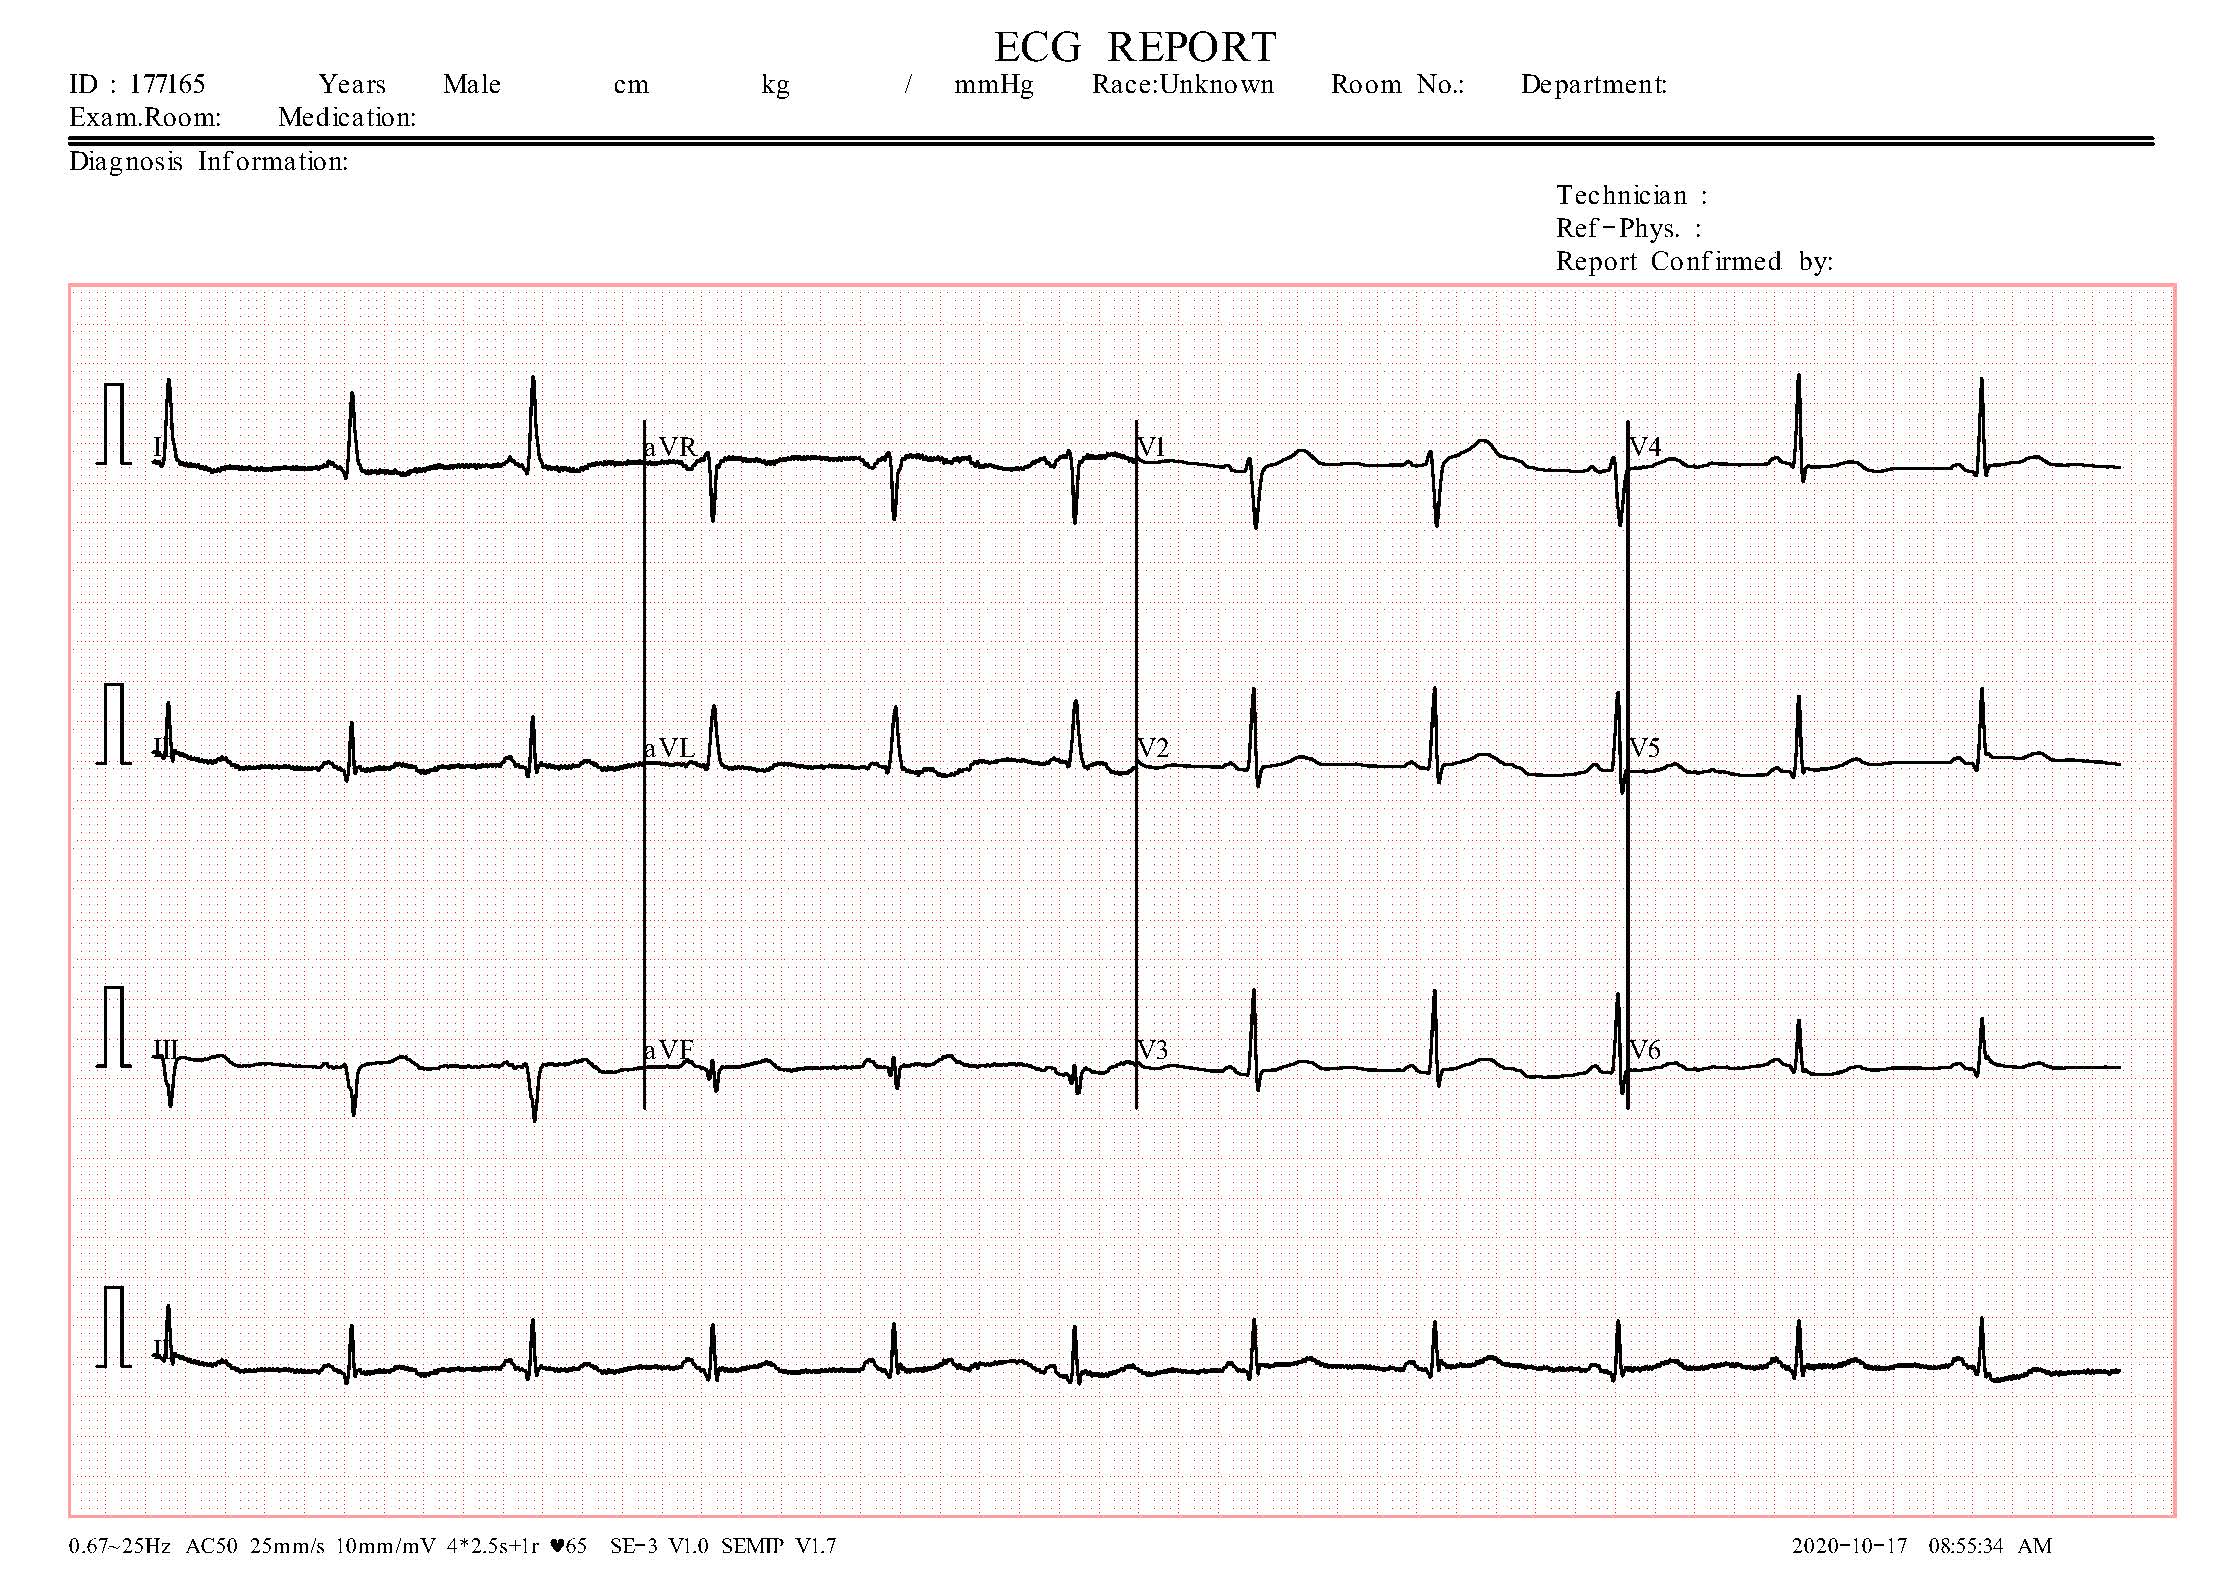 ECG REPORT
ID : 177165 Years Male cm kg / mmHg Race:Unknown Room No.: Department:
Exam.Room: Medication:
Diagnosis Information:
Technician :
Ref-Phys. :
Report Confirmed by:
I aVR V1 V4
II aVL V2 V5
III aVF V3 V6
II
0.67~25Hz AC50 25mm/s 10mm/mV 4*2.5s+1r ♥65 SE-3 V1.0 SEMIP V1.7 2020-10-17 08:55:34 AM